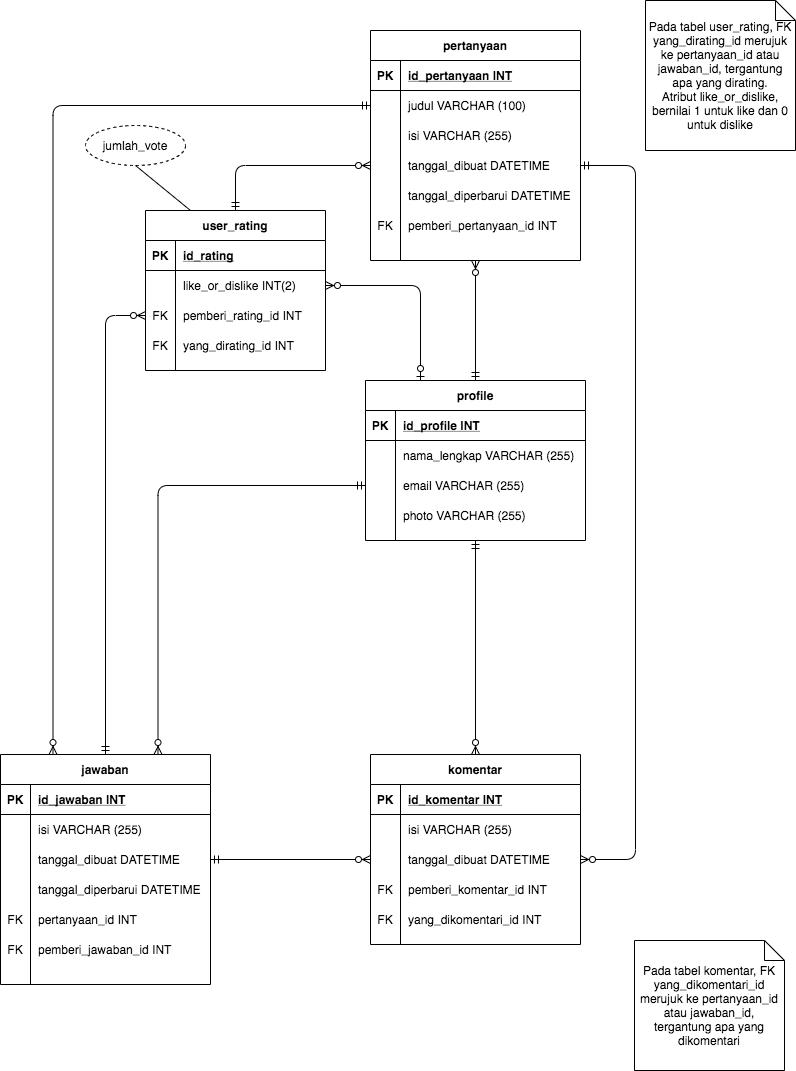 pertanyaan
PK id_pertanyaan INT
judul VARCHAR (100)
isi VARCHAR (255)
tanggal_dibuat DATETIME
tanggal_diperbarui DATETIME
FK pemberi_pertanyaan_id INT
Pada tabel user_rating, FK
yang_dirating_id merujuk
ke pertanyaan_id atau
jawaban_id, tergantung
apa yang dirating.
Atribut like_or_dislike,
bernilai 1 untuk like dan 0
untuk dislike
jumlah_vote
user_rating
PK id_rating
like_or_dislike INT(2)
FK pemberi_rating_id INT
FK yang_dirating_id INT
profile
PK id_profile INT
nama_lengkap VARCHAR (255)
email VARCHAR (255)
photo VARCHAR (255)
jawaban
PK id_jawaban INT
isi VARCHAR (255)
tanggal_dibuat DATETIME
tanggal_diperbarui DATETIME
FK pertanyaan_id INT
FK pemberi_jawaban_id INT
komentar
PK id_komentar INT
isi VARCHAR (255)
tanggal_dibuat DATETIME
FK pemberi_komentar_id INT
FK yang_dikomentari_id INT
Pada tabel komentar, FK
yang_dikomentari_id
merujuk ke pertanyaan_id
atau jawaban_id,
tergantung apa yang
dikomentari